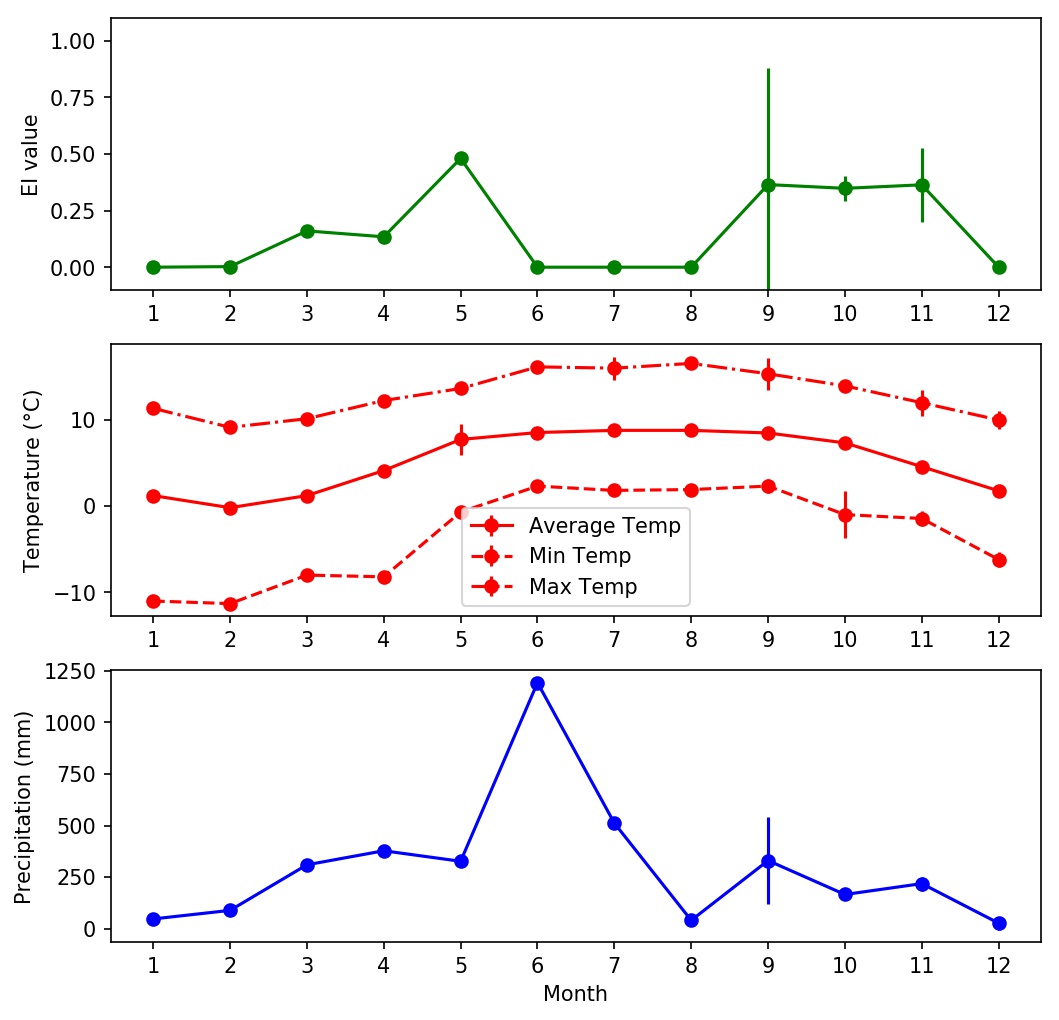 1.00
0.75
0.50
0.25
0.00
EI value
1 2 3 4 5 6 7 8 9 10 11 12
10
0
−10
Temperature (°C)
Average Temp
Min Temp
Max Temp
1 2 3 4 5 6 7 8 9 10 11 12
1250
1000
750
500
250
0
Precipitation (mm)
1 2 3 4 5 6 7 8 9 10 11 12
Month